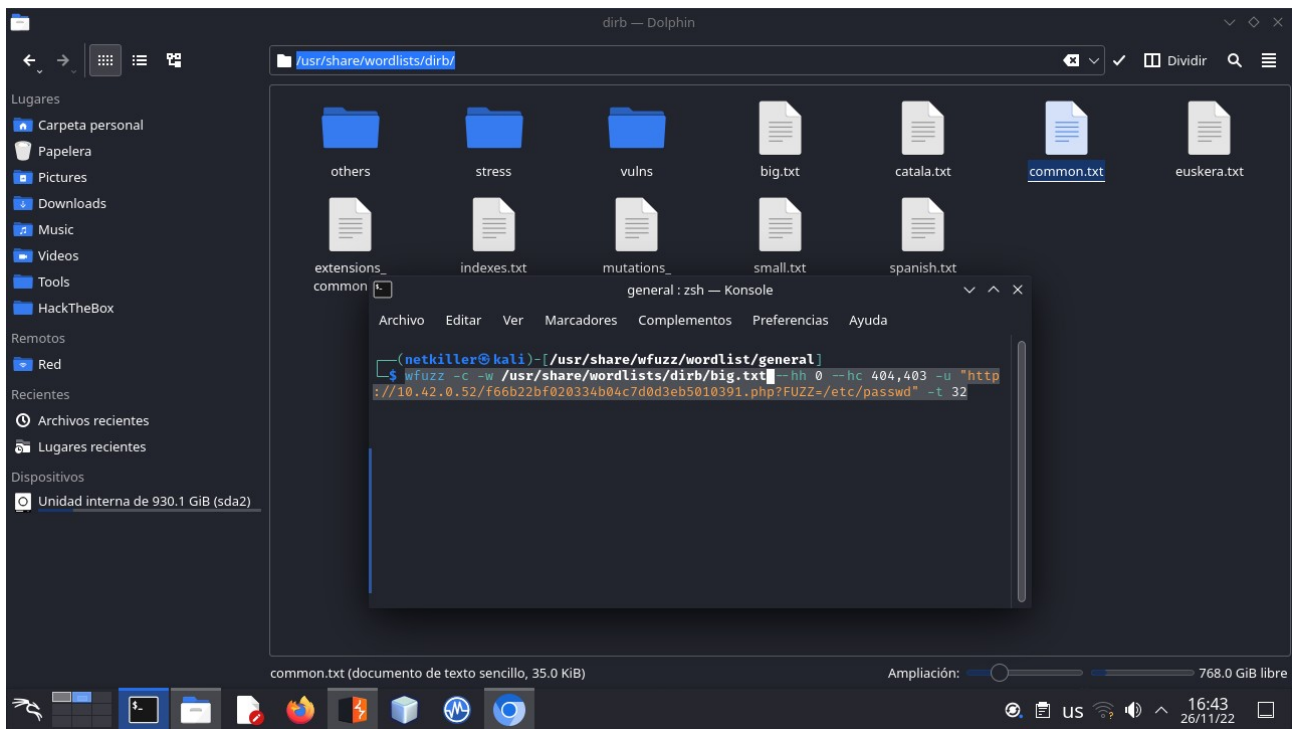 dirb — Dolphin
/usr/share/wordlists/dirb/
Dividir
Lugares
Carpeta personal
Papelera
Pictures
Downloads
Music
Videos
Tools
HackTheBox
Remotos
Red
Recientes
Archivos recientes
Lugares recientes
Dispositivos
Unidad interna de 930.1 GiB (sda2)
others
stress
vulns
big.txt
catala.txt
common.txt
euskera.txt
extensions_
common
indexes.txt
mutations_
small.txt
spanish.txt
general : zsh — Konsole
Archivo Editar Ver Marcadores Complementos Preferencias Ayuda
┌──(netkiller㉿kali)-[/usr/share/wfuzz/wordlist/general]
└─$ wfuzz -c -w /usr/share/wordlists/dirb/big.txt --hh 0 --hc 404,403 -u "http
://10.42.0.52/f66b22bf020334b04c7d0d3eb5010391.php?FUZZ=/etc/passwd" -t 32
common.txt (documento de texto sencillo, 35.0 KiB)
Ampliación:
768.0 GiB libre
us
16:43
26/11/22